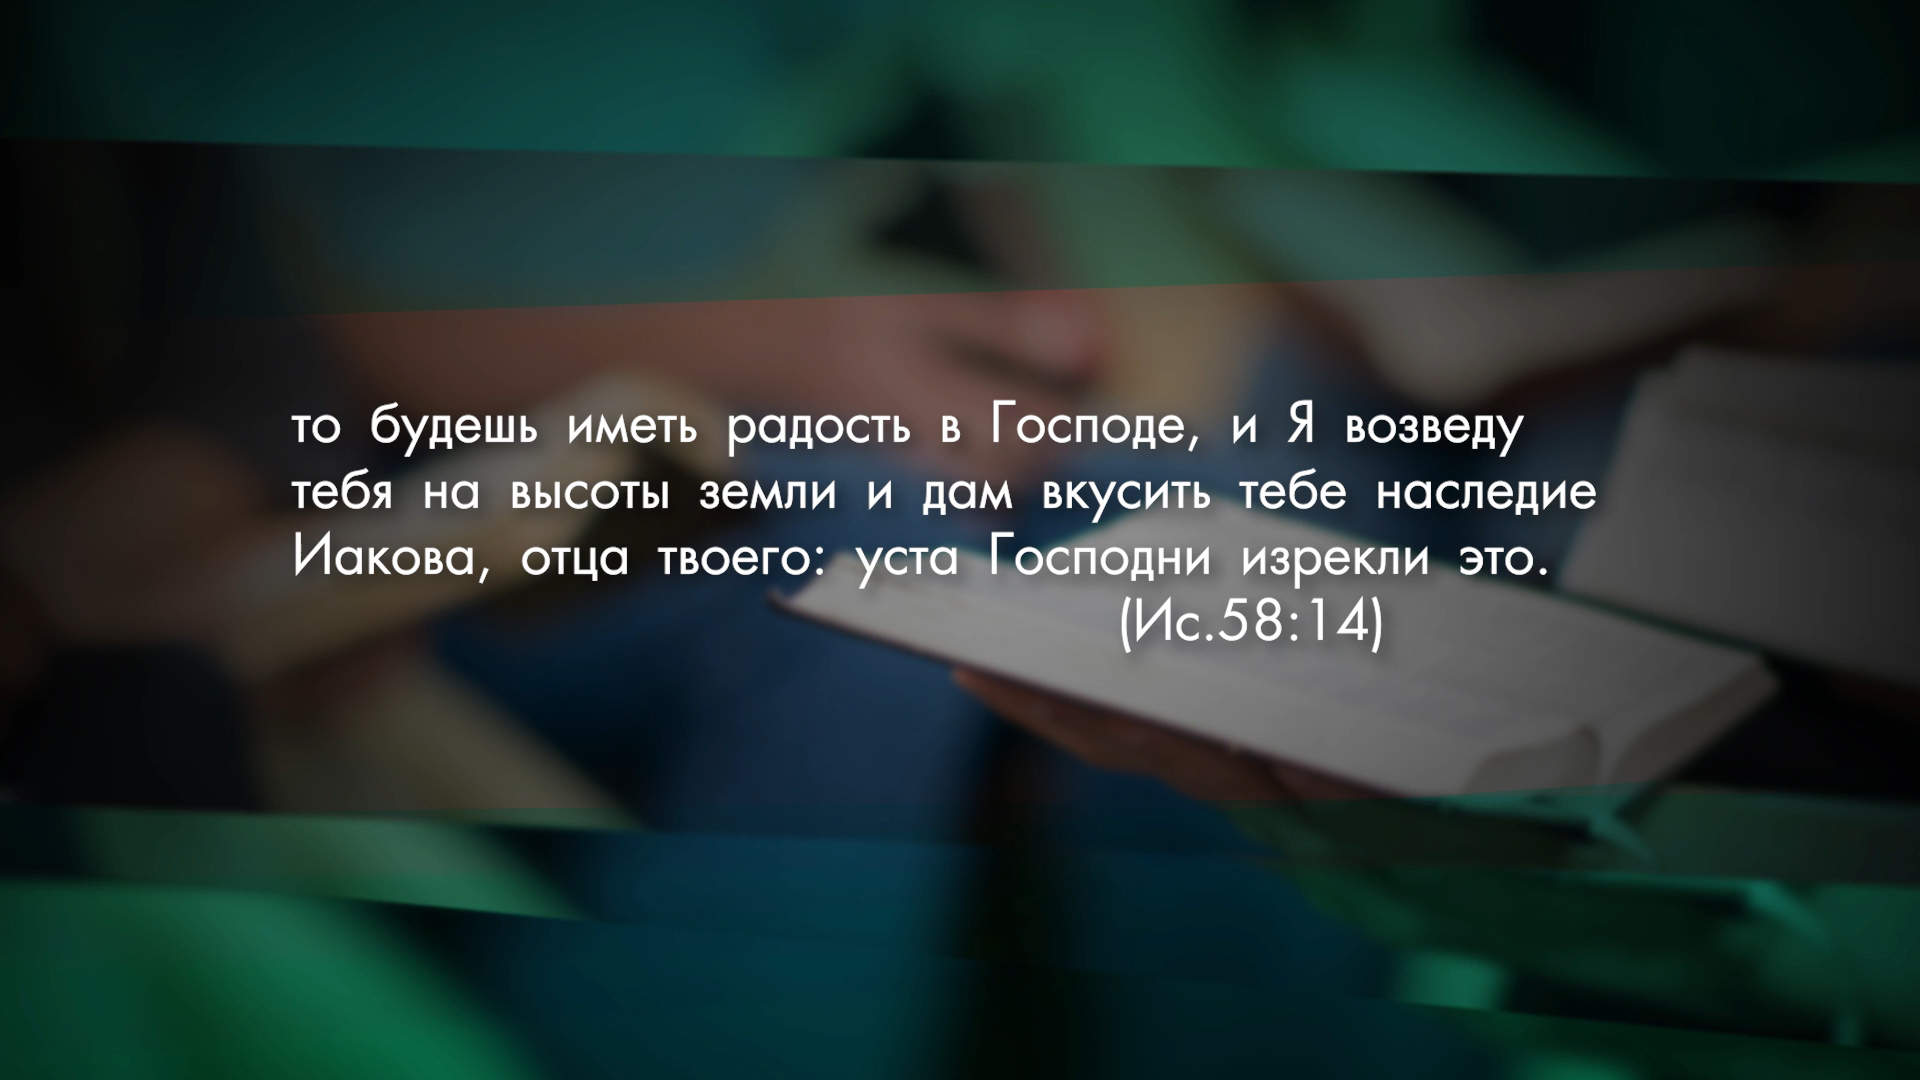 то будешь иметь радость в Господе, и Я возведу
тебя на высоты земли и дам вкусить тебе наследие
Иакова, отца твоего: уста Господни изрекли это.
(Ис.58:14)